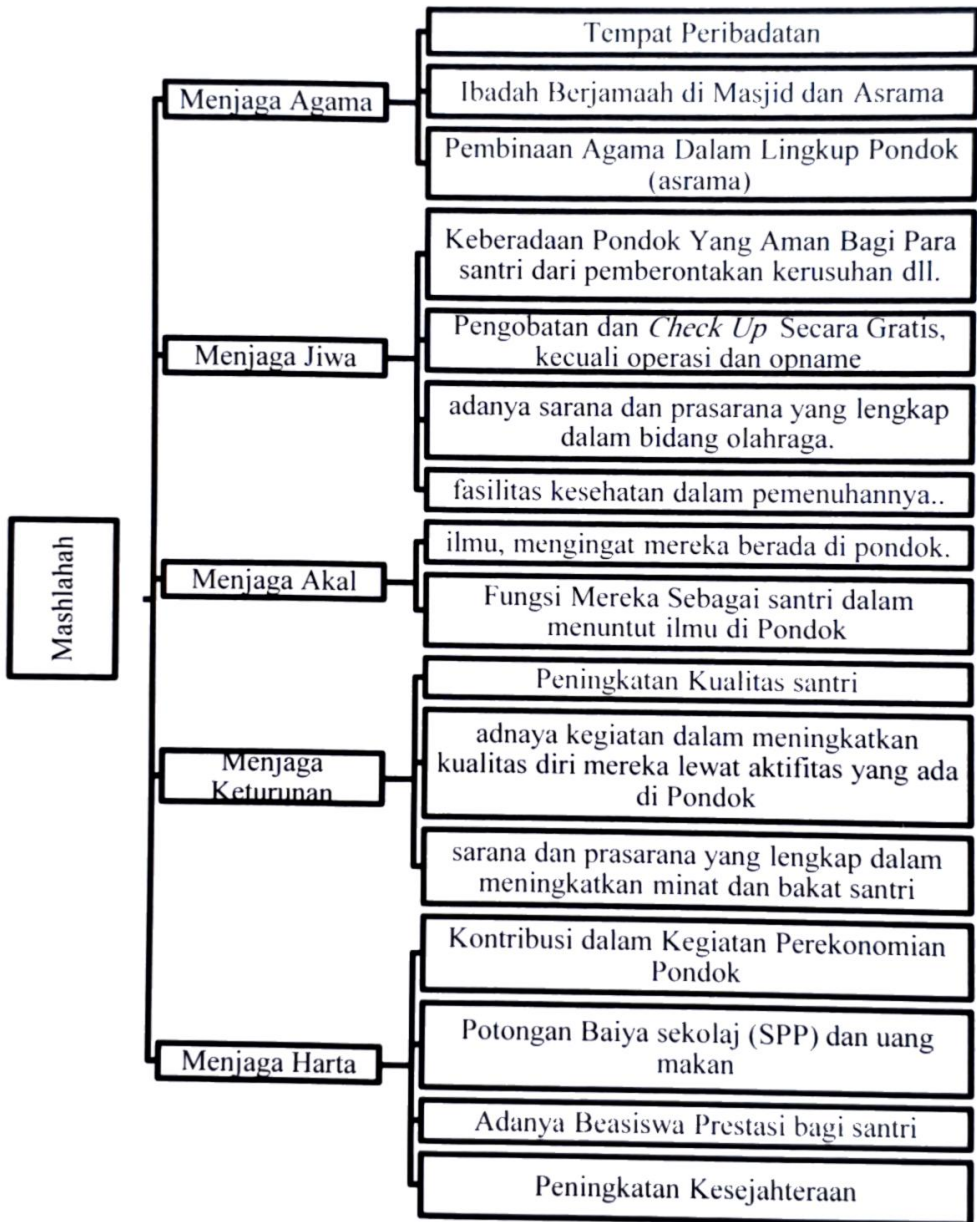 Mashlahah
Menjaga Agama
Tempat Peribadatan
Ibadah Berjamaah di Masjid dan Asrama
Pembinaan Agama Dalam Lingkup Pondok
(asrama)
Menjaga Jiwa
Keberadaan Pondok Yang Aman Bagi Para
santri dari pemberontakan kerusuhan dll.
Pengobatan dan Check Up Secara Gratis,
kecuali operasi dan opname
adanya sarana dan prasarana yang lengkap
dalam bidang olahraga.
fasilitas kesehatan dalam pemenuhannya..
Menjaga Akal
ilmu, mengingat mereka berada di pondok.
Fungsi Mereka Sebagai santri dalam
menuntut ilmu di Pondok
Menjaga
Keturunan
Peningkatan Kualitas santri
adnaya kegiatan dalam meningkatkan
kualitas diri mereka lewat aktifitas yang ada
di Pondok
sarana dan prasarana yang lengkap dalam
meningkatkan minat dan bakat santri
Menjaga Harta
Kontribusi dalam Kegiatan Perekonomian
Pondok
Potongan Baiya sekolaj (SPP) dan uang
makan
Adanya Beasiswa Prestasi bagi santri
Peningkatan Kesejahteraan